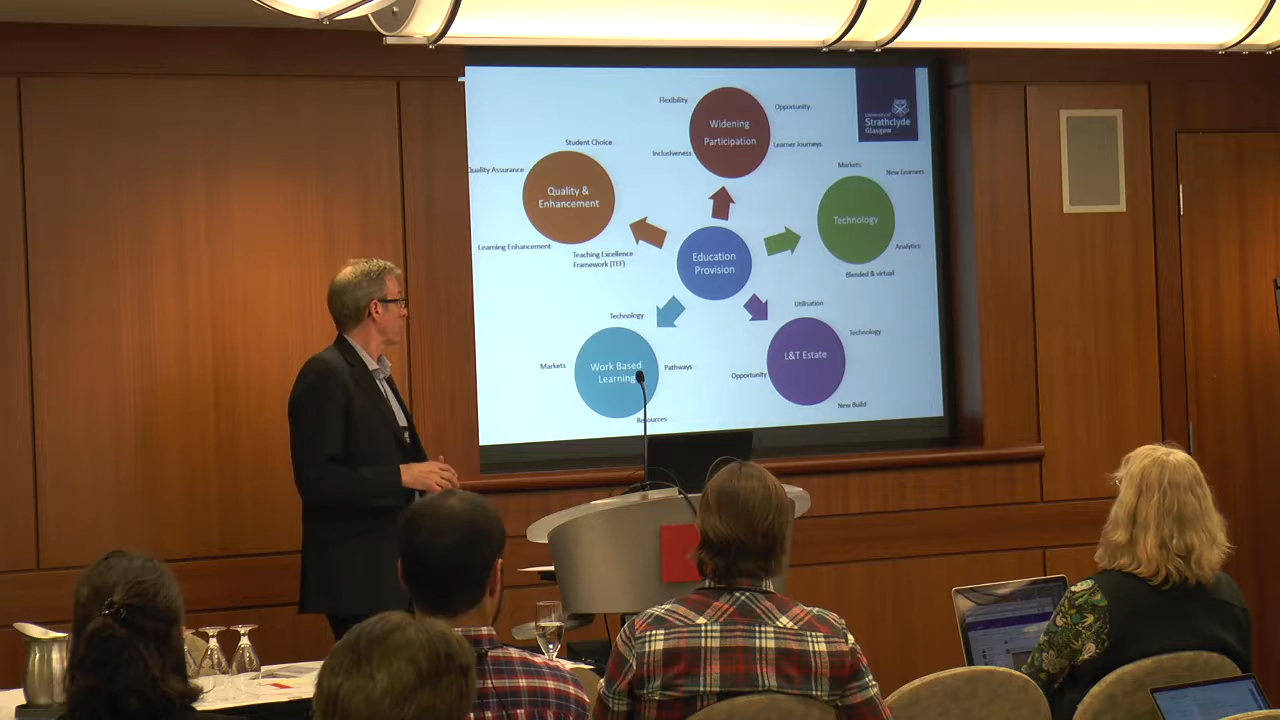 Flexibility
Widening
Participation
Opportunity
Inclusiveness
Learner Journeys
University of
Strathclyde
Glasgow
Student Choice
Quality Assurance
Quality &
Enhancement
Learning Enhancement
Teaching Excellence
Framework (TEF)
Markets
New Learners
Technology
Analytics
Blended & virtual
Education
Provision
Technology
Markets
Work Based
Learning
Pathways
Resources
Utilisation
Technology
L&T Estate
Opportunity
New Build